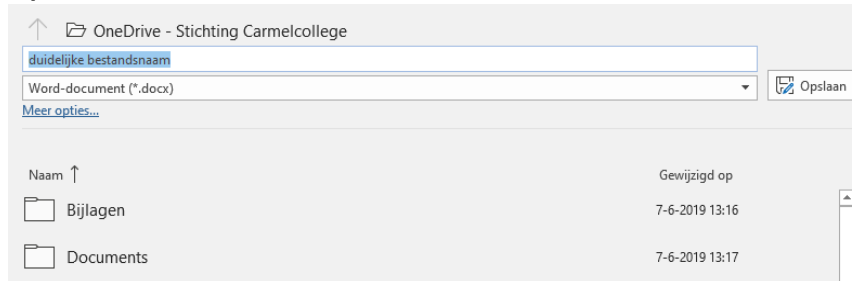 OneDrive - Stichting Carmelcollege
duidelijke bestandsnaam
Word-document (*.docx)
Opslaan
Meer opties...
Naam ↑ Gewijzigd op
Bijlagen 7-6-2019 13:16
Documents 7-6-2019 13:17